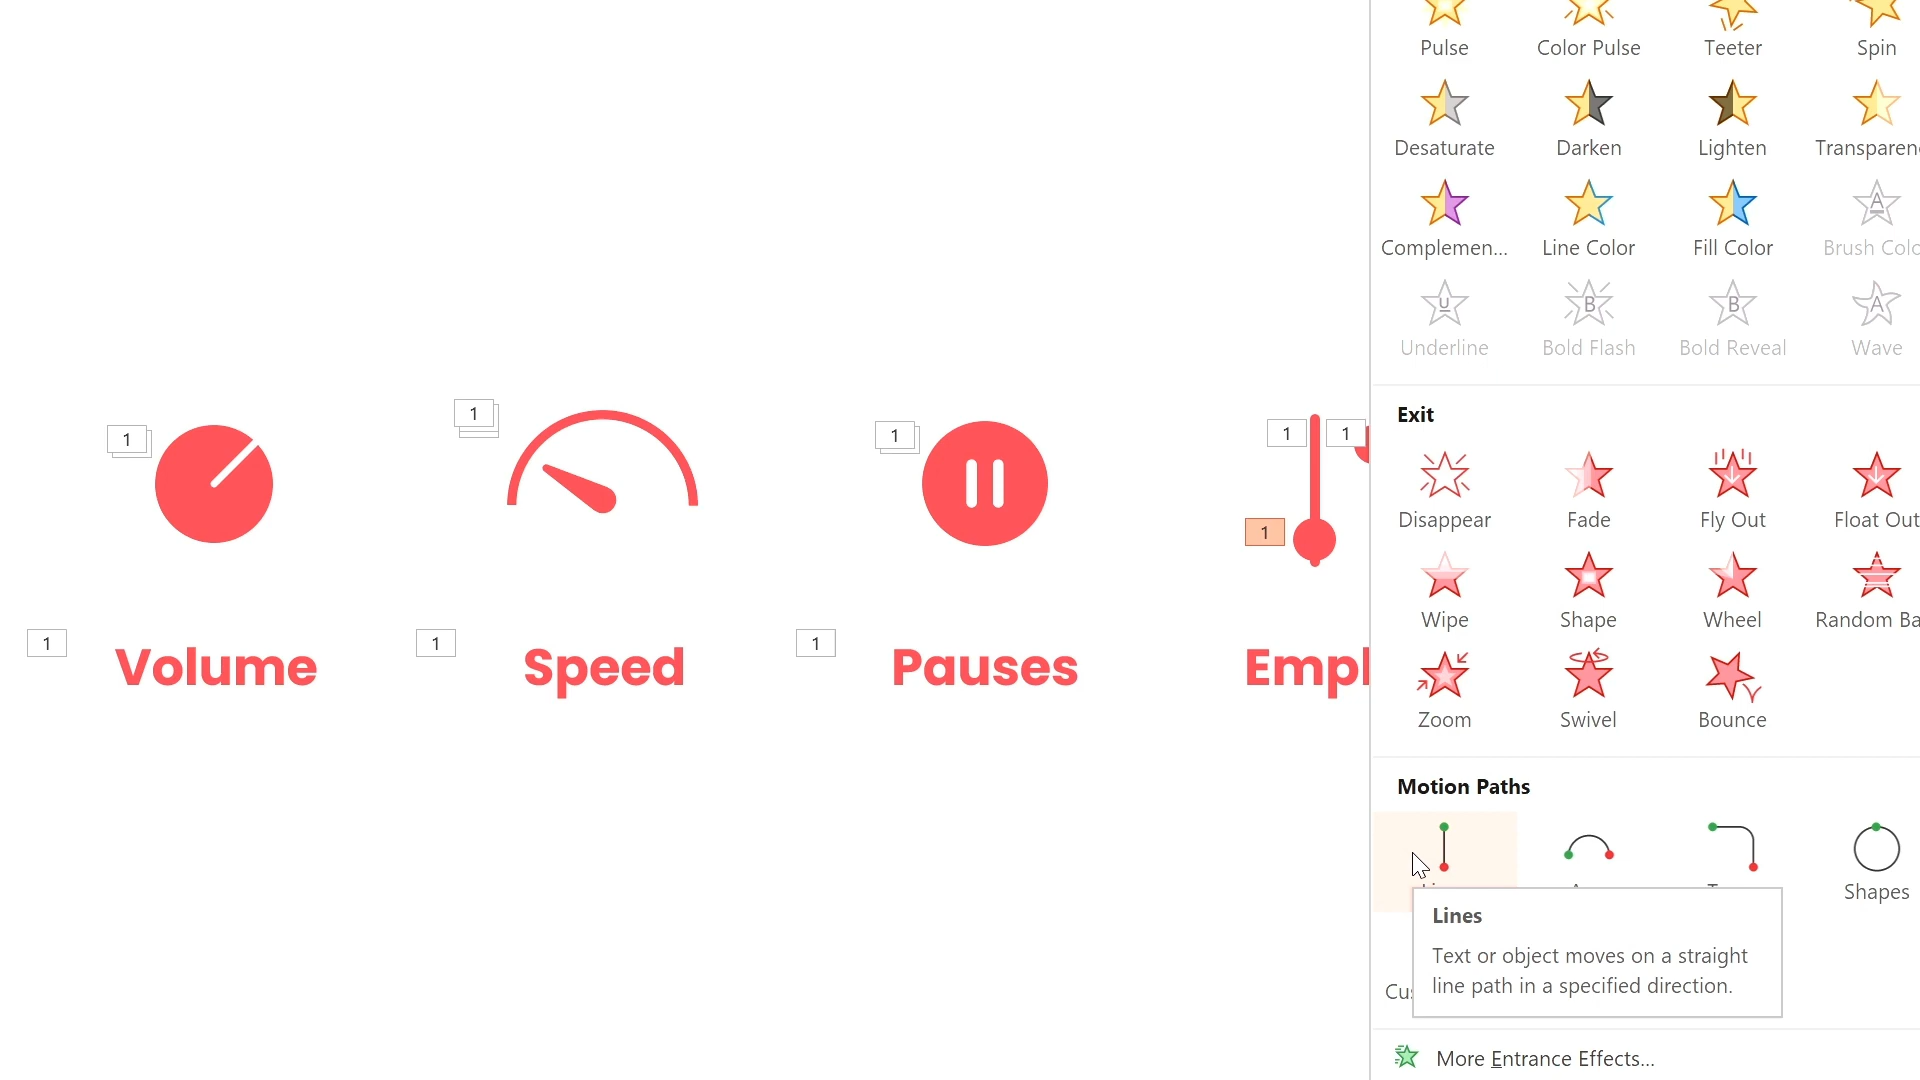 Pulse Color Pulse Teeter Spin
Desaturate Darken Lighten Transparen
Complemen... Line Color Fill Color Brush Colo
U B B A
Underline Bold Flash Bold Reveal Wave
Exit
1 1 1 1 1
Disappear Fade Fly Out Float Out
1
Wipe Shape Wheel Random Ba
1 1 1
Volume Speed Pauses Empl
Zoom Swivel Bounce
Motion Paths
Shapes
Lines
Text or object moves on a straight
line path in a specified direction.
Cus
More Entrance Effects...